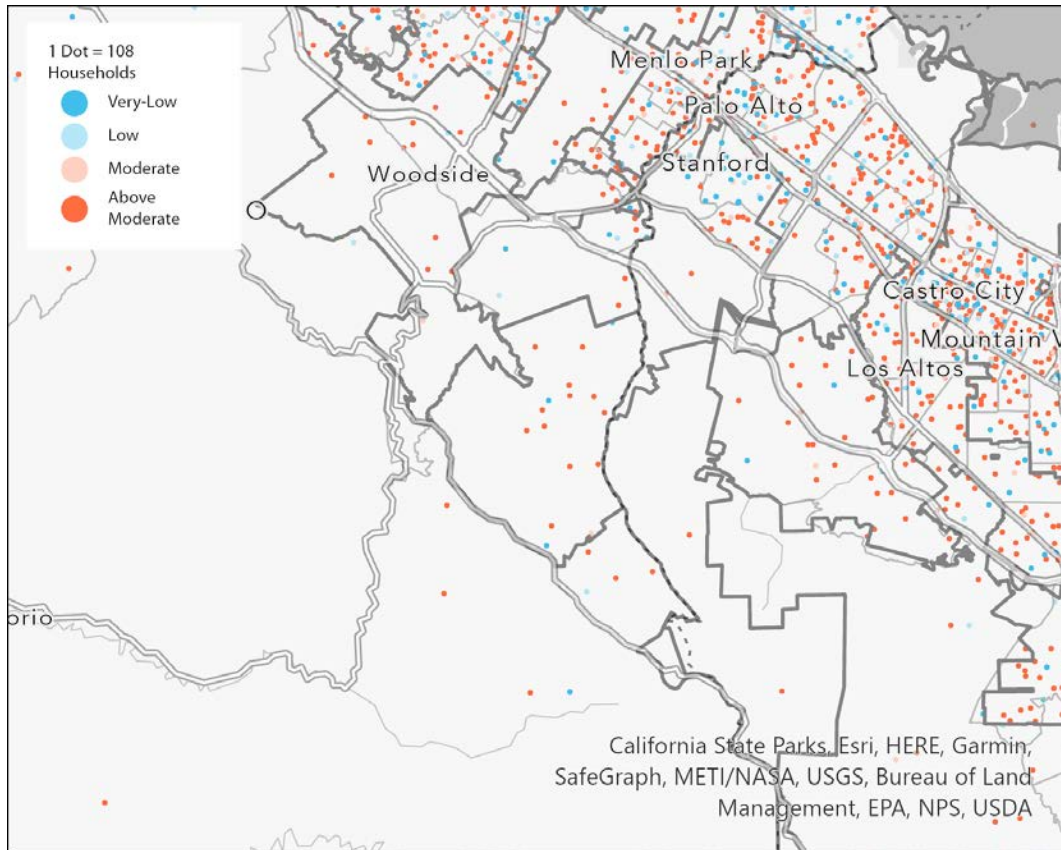 1 Dot = 108
Households
Very-Low
Low
Moderate
Above
Moderate
Menlo Park
Palo Alto
Stanford
Woodside
Castro City
Mountain V
Los Altos
orio
California State Parks, Esri, HERE, Garmin,
SafeGraph, METI/NASA, USGS, Bureau of Land
Management, EPA, NPS, USDA